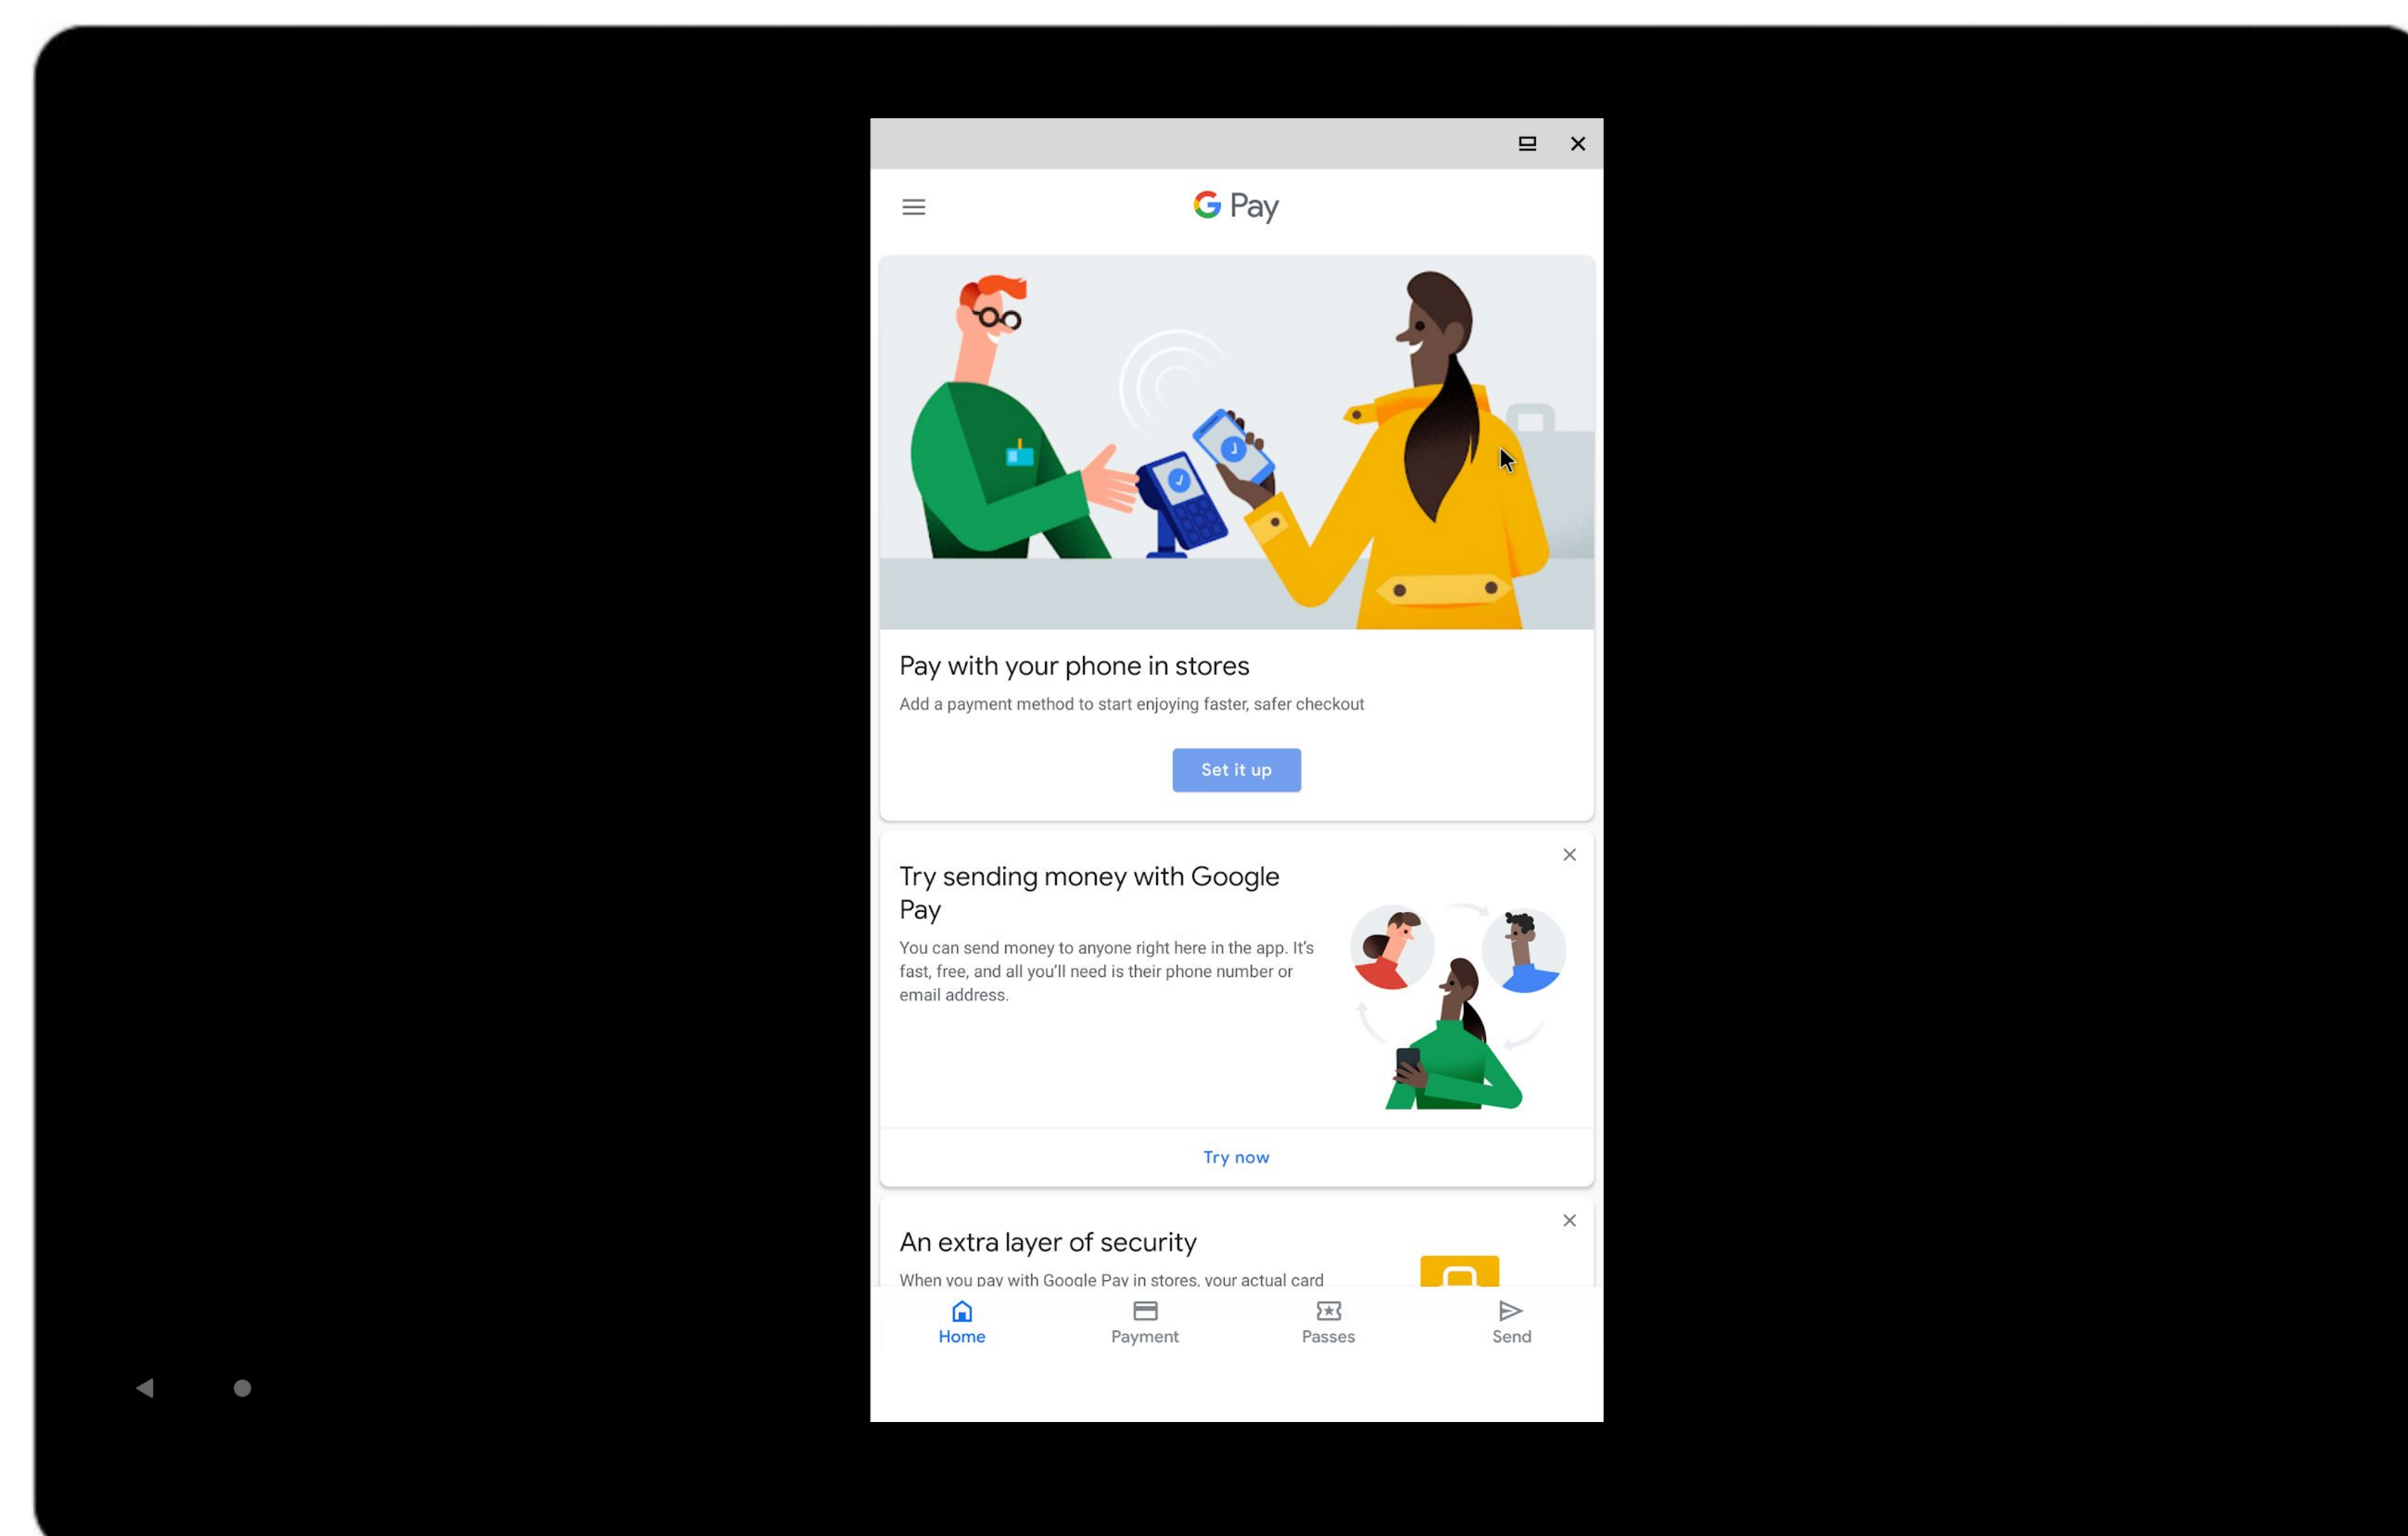 G Pay
Pay with your phone in stores
Add a payment method to start enjoying faster, safer checkout
Set it up
Try sending money with Google
Pay
You can send money to anyone right here in the app. It's
fast, free, and all you'll need is their phone number or
email address.
Try now
An extra layer of security
When you pay with Google Pay in stores, your actual card
Home
Payment
Passes
Send